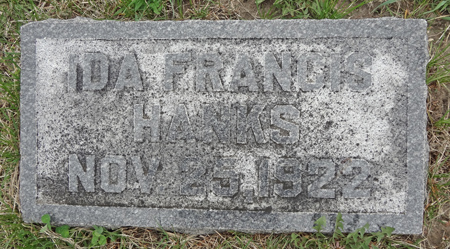 IDA FRANCIS
HANKS
NOV 25, 1922